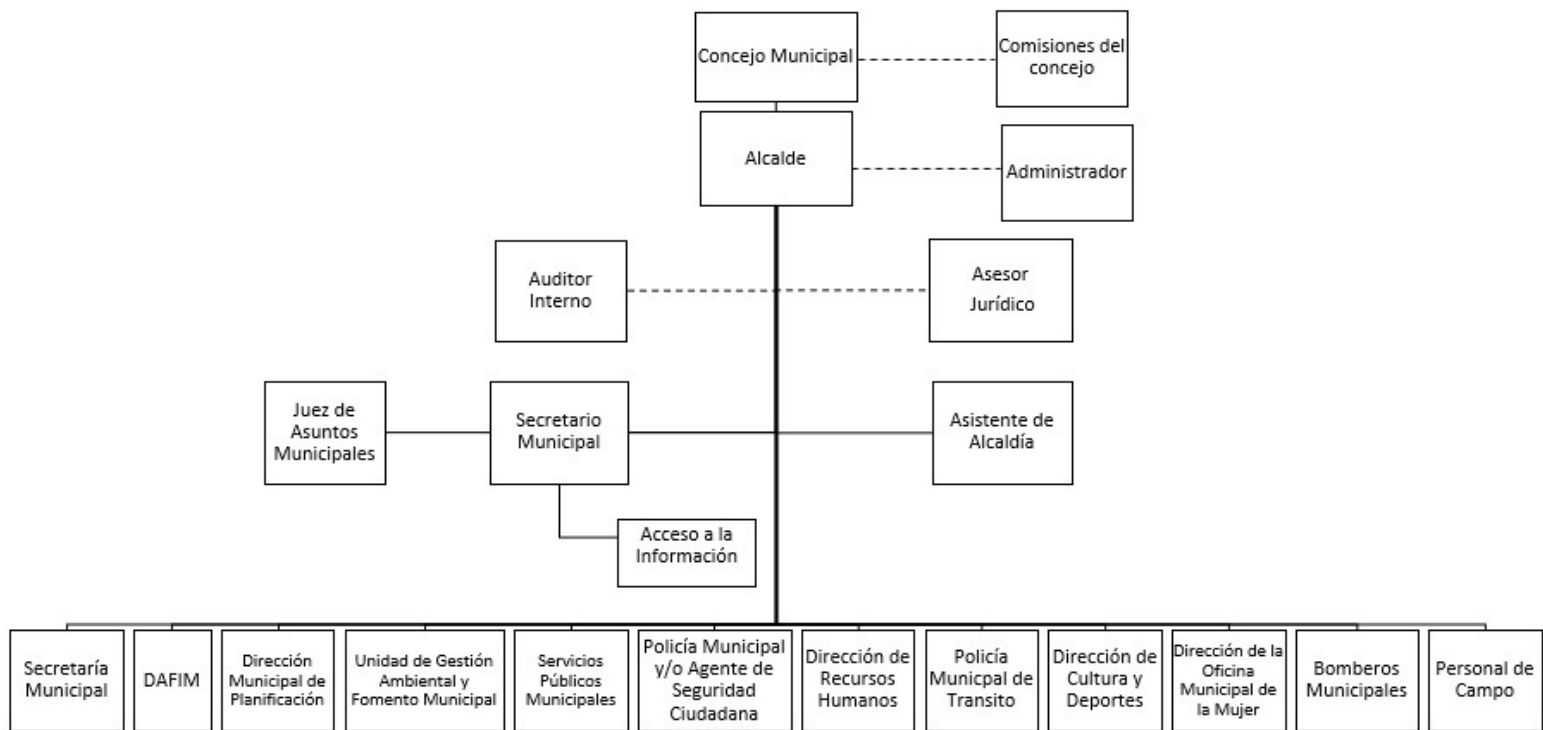 Concejo Municipal
Comisiones del
concejo
Alcalde
Administrador
Auditor
Interno
Asesor
Jurídico
Juez de
Asuntos
Municipales
Secretario
Municipal
Asistente de
Alcaldía
Acceso a la
Información
Secretaría
Municipal
DAFIM
Dirección
Municipal de
Planificación
Unidad de Gestión
Ambiental y
Fomento Municipal
Servicios
Públicos
Municipales
Policía Municipal
y/o Agente de
Seguridad
Ciudadana
Dirección de
Recursos
Humanos
Policía
Municpal de
Transito
Dirección de
Cultura y
Deportes
Dirección de la
Oficina
Municipal de
la Mujer
Bomberos
Municipales
Personal de
Campo